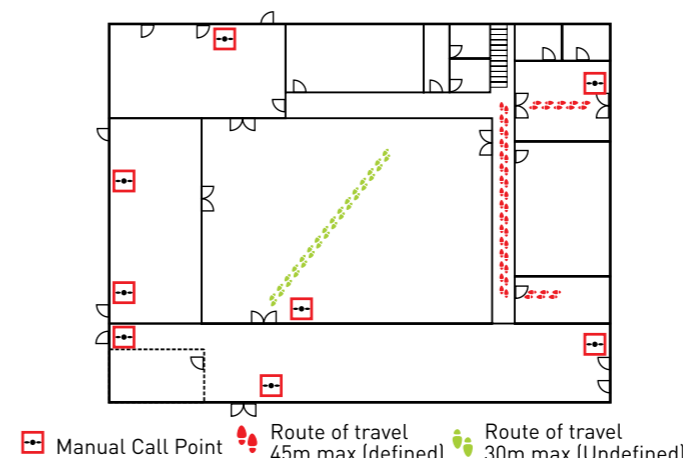 Manual Call Point
Route of travel
45m max (defined)
Route of travel
30m max (Undefined)